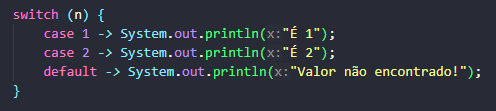 switch (n) {
    case 1 -> System.out.println(x:"É 1");
    case 2 -> System.out.println(x:"É 2");
    default -> System.out.println(x:"Valor não encontrado!");
}